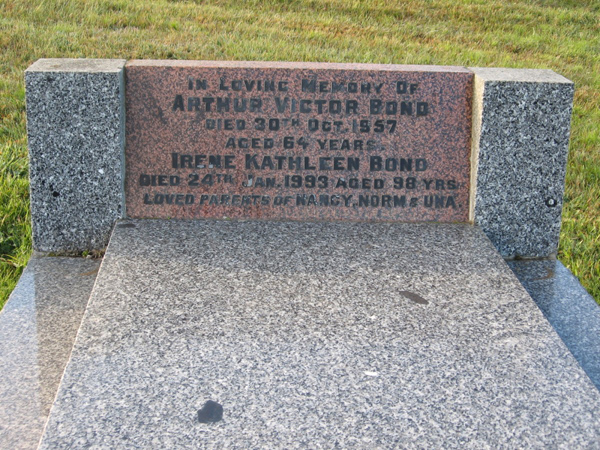 IN LOVING MEMORY OF
ARTHUR VICTOR BOND
DIED 30TH OCT. 1957
AGED 64 YEARS.
IRENE KATHLEEN BOND
DIED 24TH JAN. 1993 AGED 98 YRS.
LOVED PARENTS OF NANCY, NORM & UNA.